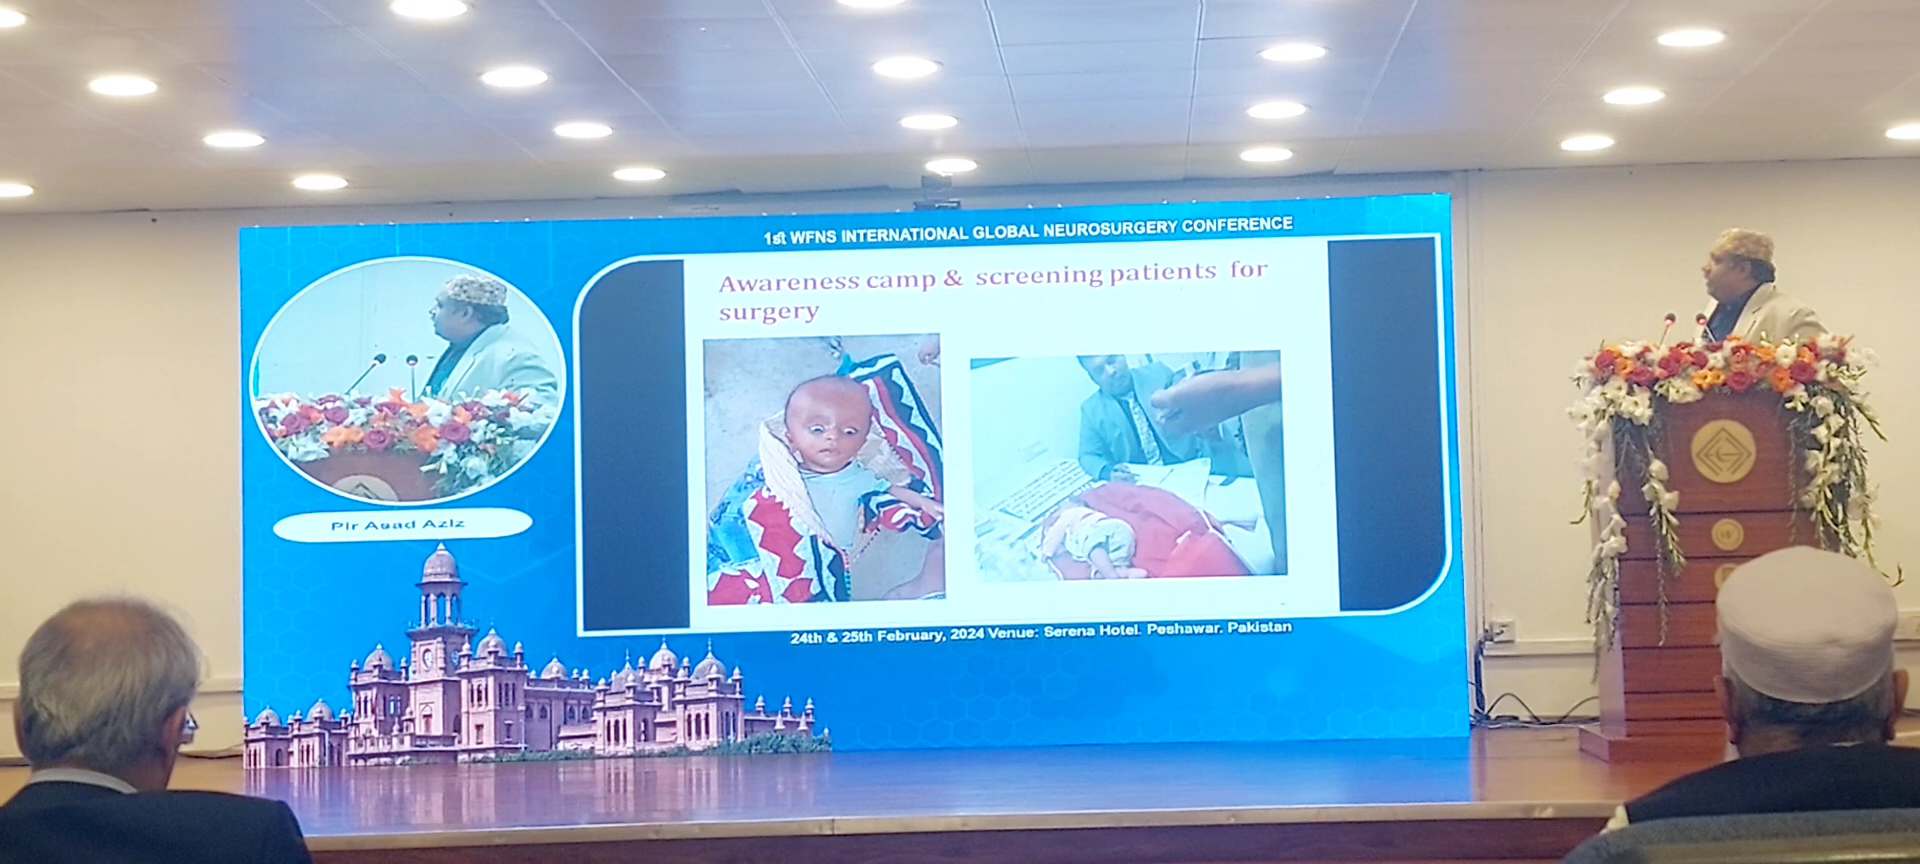 1st WFNS INTERNATIONAL GLOBAL NEUROSURGERY CONFERENCE
Awareness camp & screening patients for
surgery
Pir Asad Aziz
24th & 25th February, 2024 Venue: Serena Hotel. Peshawar. Pakistan